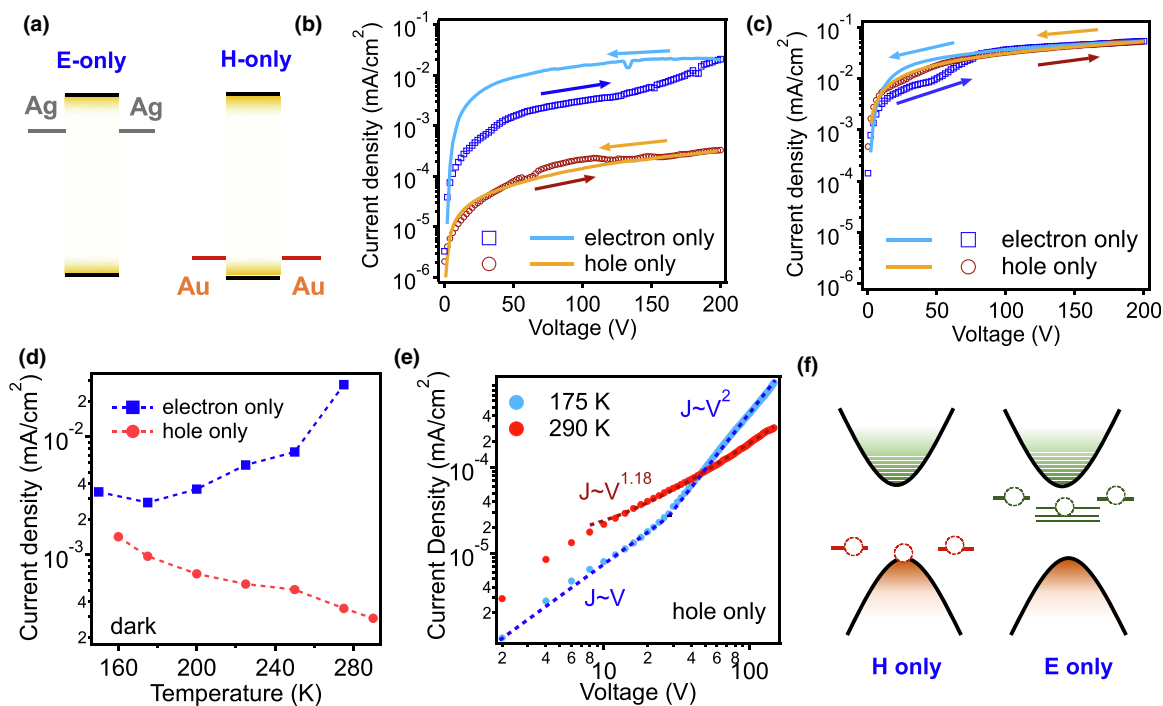 (a)
E-only
H-only
Ag
Ag
Au
Au
(b)
Current density (mA/cm²)
10⁻¹
10⁻²
10⁻³
10⁻⁴
10⁻⁵
10⁻⁶
electron only
hole only
0
50
100
150
200
Voltage (V)
(c)
Current density (mA/cm²)
10⁻¹
10⁻²
10⁻³
10⁻⁴
10⁻⁵
10⁻⁶
electron only
hole only
0
50
100
150
200
Voltage (V)
(d)
Current density (mA/cm²)
2
10⁻²
4
2
10⁻³
4
2
electron only
hole only
dark
160
200
240
280
Temperature (K)
(e)
Current Density (mA/cm²)
4
2
10⁻⁴
4
2
10⁻⁵
4
2
175 K
290 K
J~V²
J~V¹·¹⁸
J~V
hole only
2
4
6
8
10
2
4
6
8
100
Voltage (V)
(f)
H only
E only